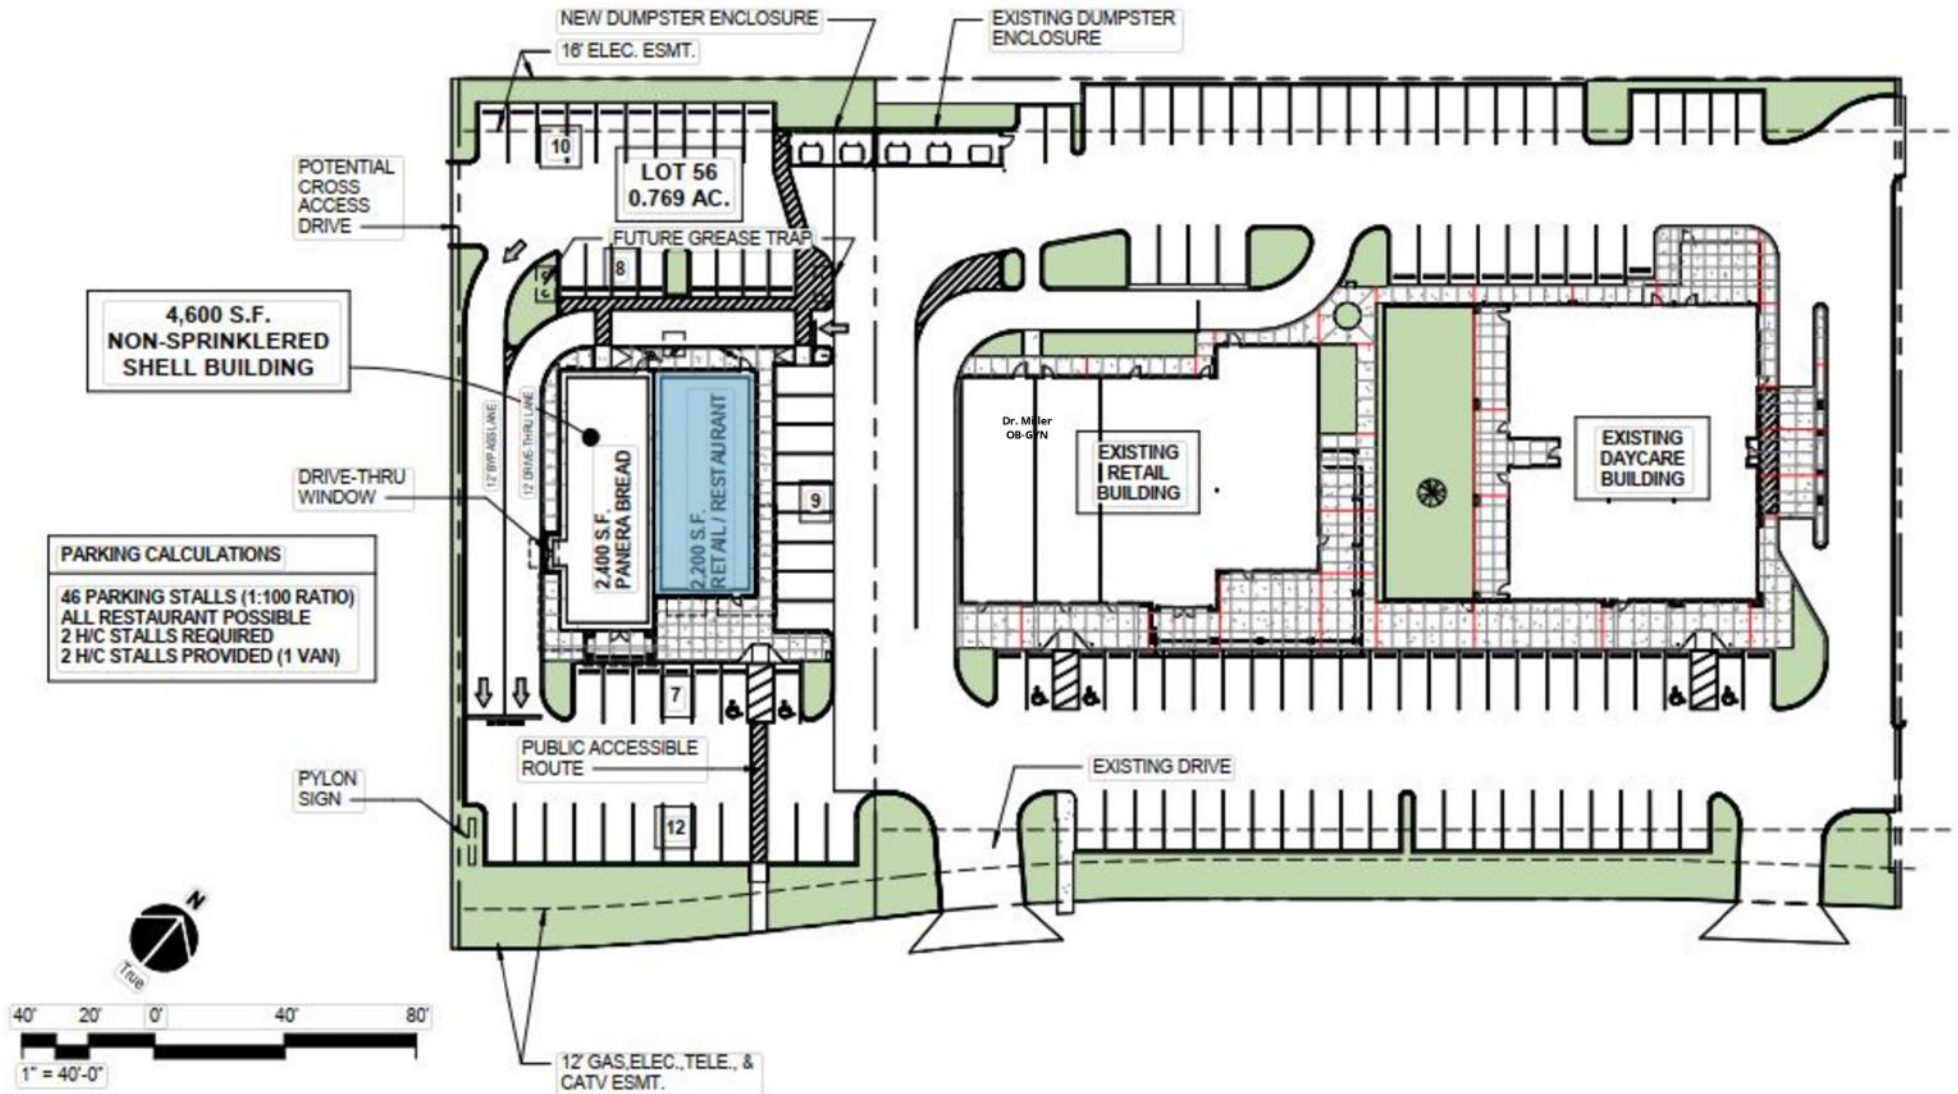 NEW DUMPSTER ENCLOSURE
16' ELEC. ESMT.
EXISTING DUMPSTER
ENCLOSURE
POTENTIAL
CROSS
ACCESS
DRIVE
10
LOT 56
0.769 AC.
FUTURE GREASE TRAP
8
4,600 S.F.
NON-SPRINKLERED
SHELL BUILDING
12' BYPASS LANE
12' DRIVE-THRU LANE
2,400 S.F.
PANERA BREAD
2,200 S.F.
RETAIL / RESTAURANT
9
DRIVE-THRU
WINDOW
Dr. Miller
OB-GYN
EXISTING
RETAIL
BUILDING
EXISTING
DAYCARE
BUILDING
PARKING CALCULATIONS
46 PARKING STALLS (1:100 RATIO)
ALL RESTAURANT POSSIBLE
2 H/C STALLS REQUIRED
2 H/C STALLS PROVIDED (1 VAN)
7
PUBLIC ACCESSIBLE
ROUTE
EXISTING DRIVE
PYLON
SIGN
12
N
True
40' 20' 0' 40' 80'
1" = 40'-0"
12' GAS,ELEC.,TELE., &
CATV ESMT.